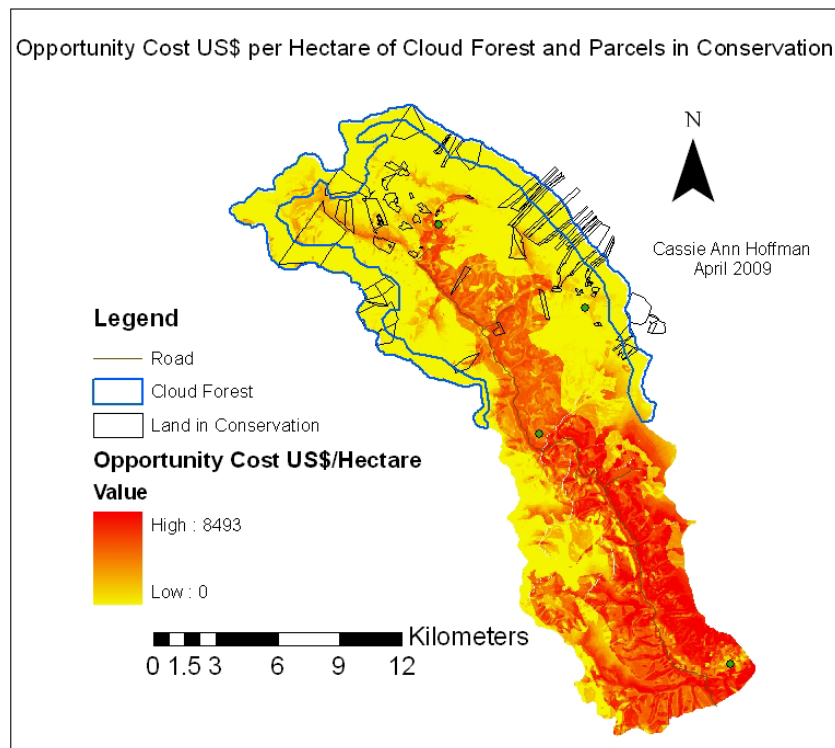 Opportunity Cost US$ per Hectare of Cloud Forest and Parcels in Conservation
N
Cassie Ann Hoffman
April 2009
Legend
Road
Cloud Forest
Land in Conservation
Opportunity Cost US$/Hectare
Value
High : 8493
Low : 0
Kilometers
0 1.5 3 6 9 12